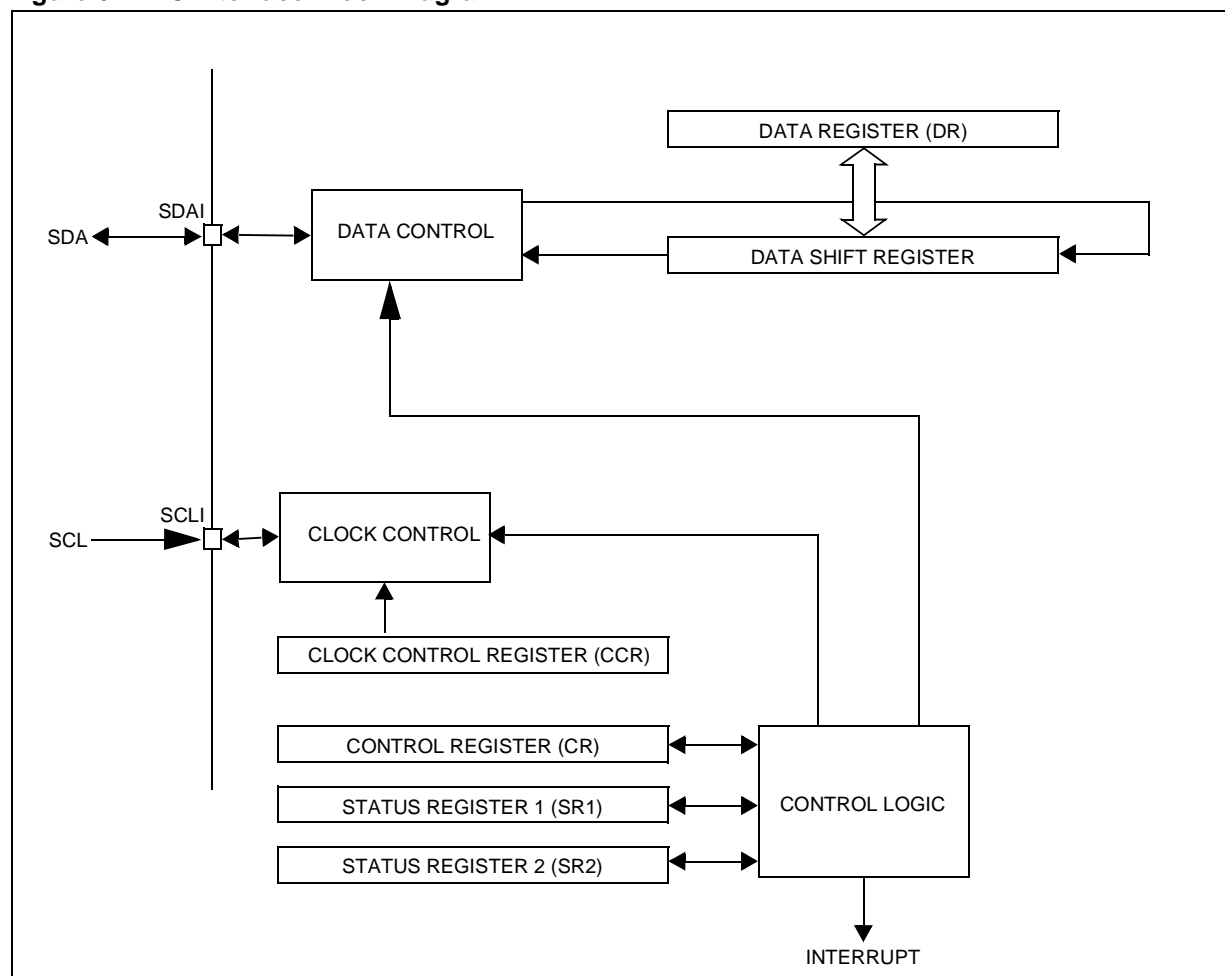 DATA REGISTER (DR)
SDAI
SDA
DATA CONTROL
DATA SHIFT REGISTER
SCLI
SCL
CLOCK CONTROL
CLOCK CONTROL REGISTER (CCR)
CONTROL REGISTER (CR)
STATUS REGISTER 1 (SR1)
CONTROL LOGIC
STATUS REGISTER 2 (SR2)
INTERRUPT